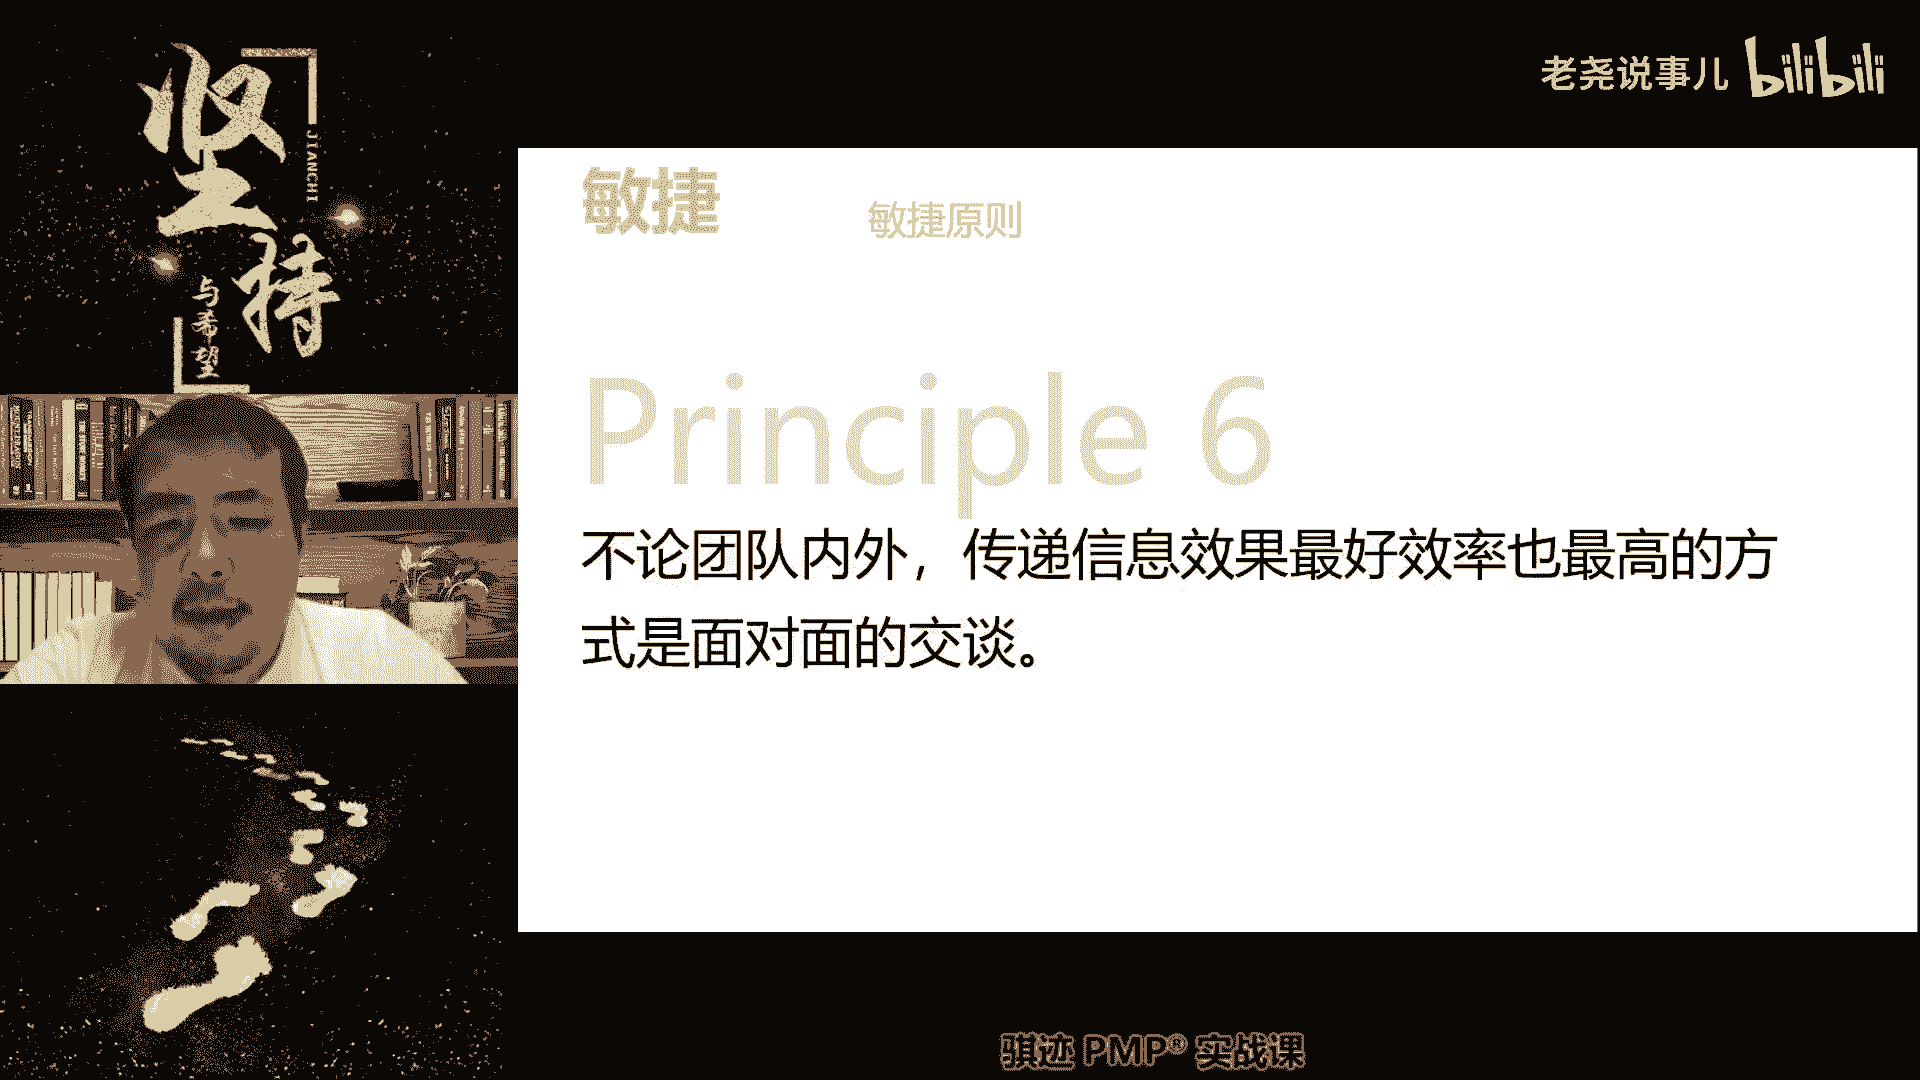 坚持
JIANCHI
与希望
老尧说事儿 bilibili
敏捷
敏捷原则
Principle 6
不论团队内外，传递信息效果最好效率也最高的方
式是面对面的交谈。
骐迹 PMP® 实战课